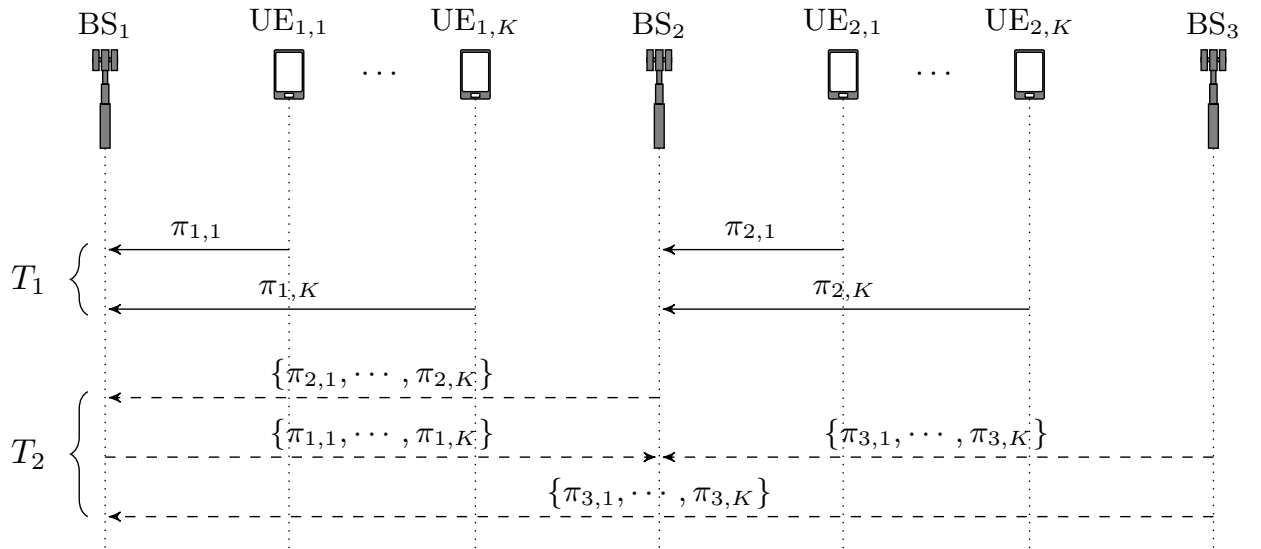 BS₁ UE₁,₁ UE₁,K BS₂ UE₂,₁ UE₂,K BS₃
··· ···
π₁,₁ π₂,₁
T₁
π₁,K π₂,K
{π₂,₁, ··· , π₂,K}
{π₁,₁, ··· , π₁,K} {π₃,₁, ··· , π₃,K}
T₂
{π₃,₁, ··· , π₃,K}